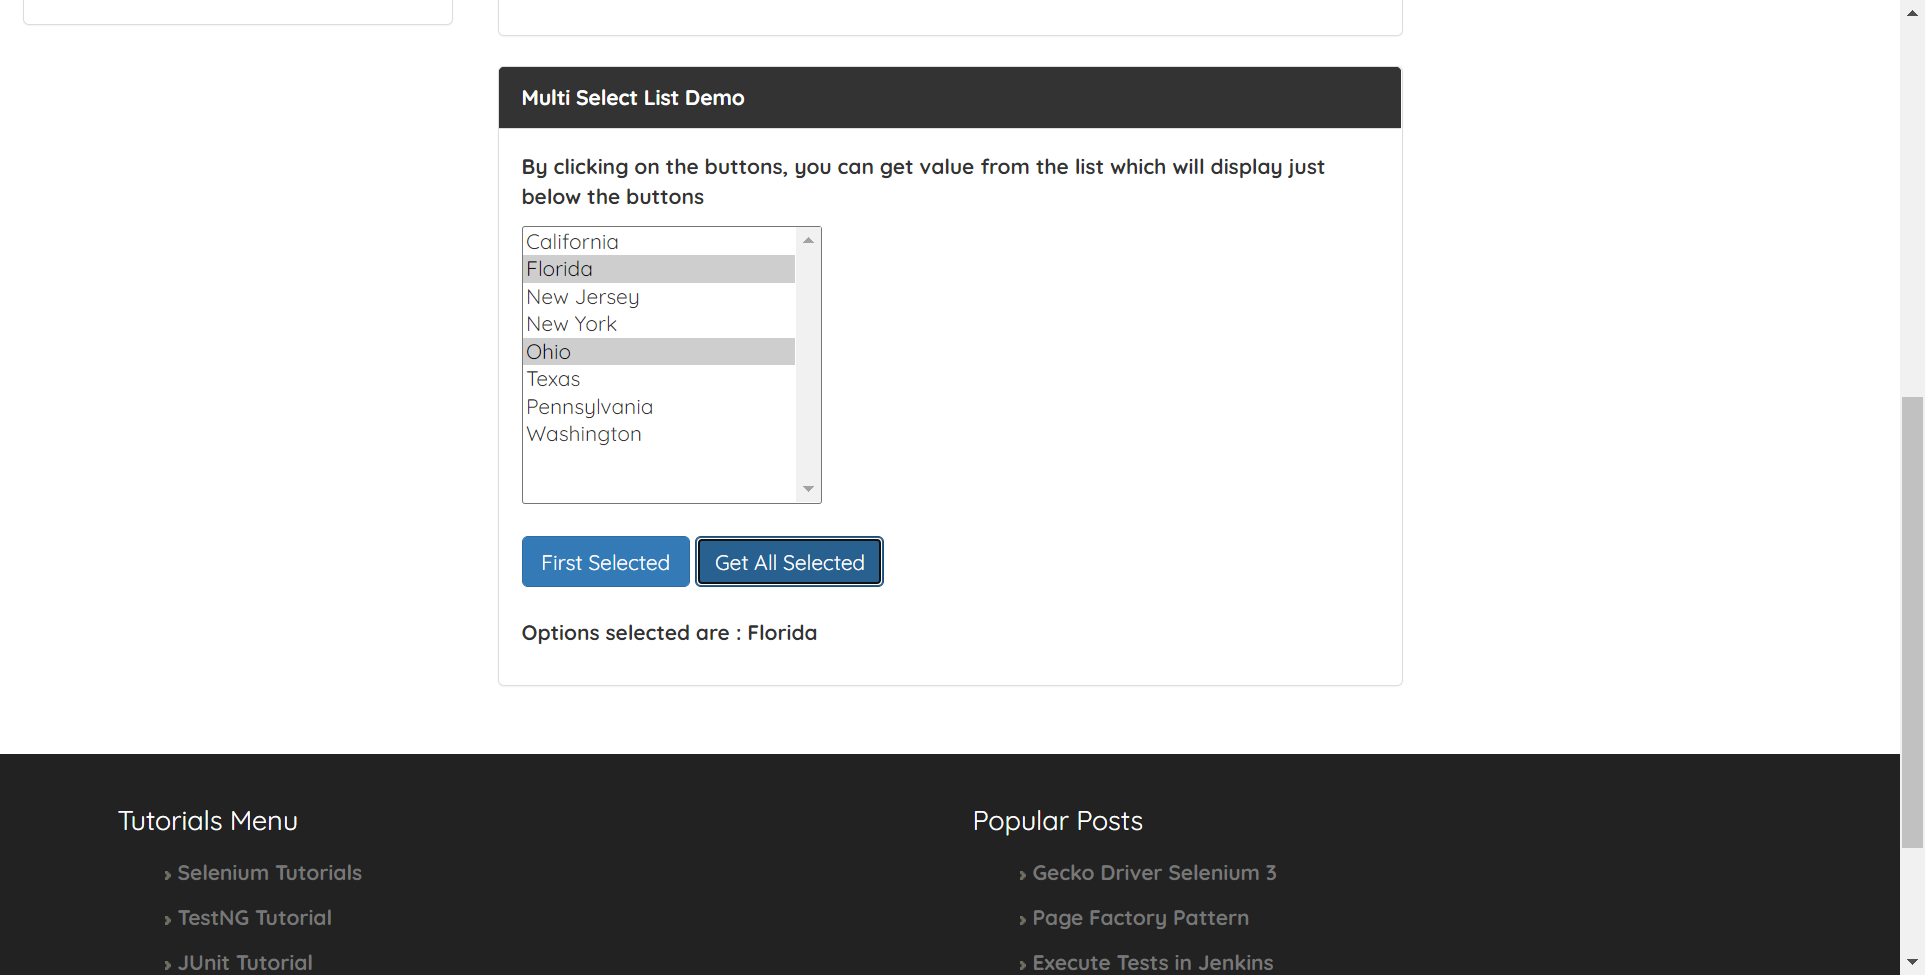 Multi Select List Demo
By clicking on the buttons, you can get value from the list which will display just
below the buttons
California
Florida
New Jersey
New York
Ohio
Texas
Pennsylvania
Washington
First Selected
Get All Selected
Options selected are : Florida
Tutorials Menu
» Selenium Tutorials
» TestNG Tutorial
» JUnit Tutorial
Popular Posts
» Gecko Driver Selenium 3
» Page Factory Pattern
» Execute Tests in Jenkins